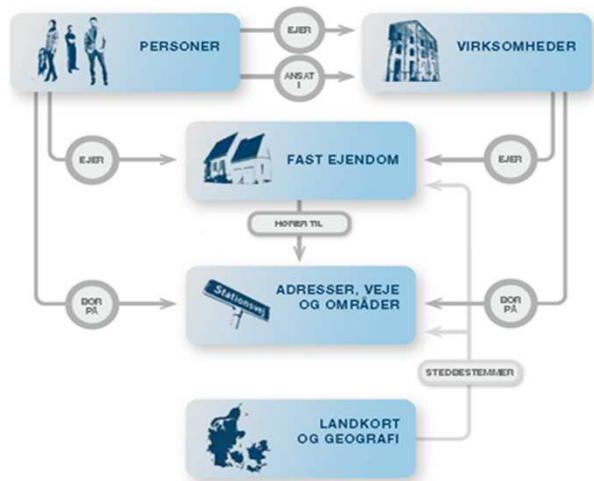 PERSONER
EJER
VIRKSOMHEDER
ANSAT
I
EJER
FAST EJENDOM
EJER
HØRER TIL
BOR
PÅ
Stationsvej
ADRESSER, VEJE
OG OMRÅDER
BOR
PÅ
STEDBESTEMMER
LANDKORT
OG GEOGRAFI